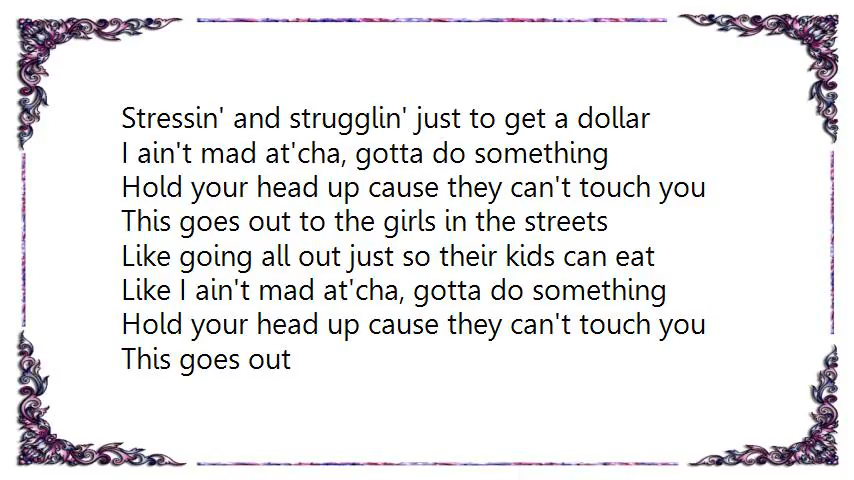 Stressin' and strugglin' just to get a dollar
I ain't mad at'cha, gotta do something
Hold your head up cause they can't touch you
This goes out to the girls in the streets
Like going all out just so their kids can eat
Like I ain't mad at'cha, gotta do something
Hold your head up cause they can't touch you
This goes out